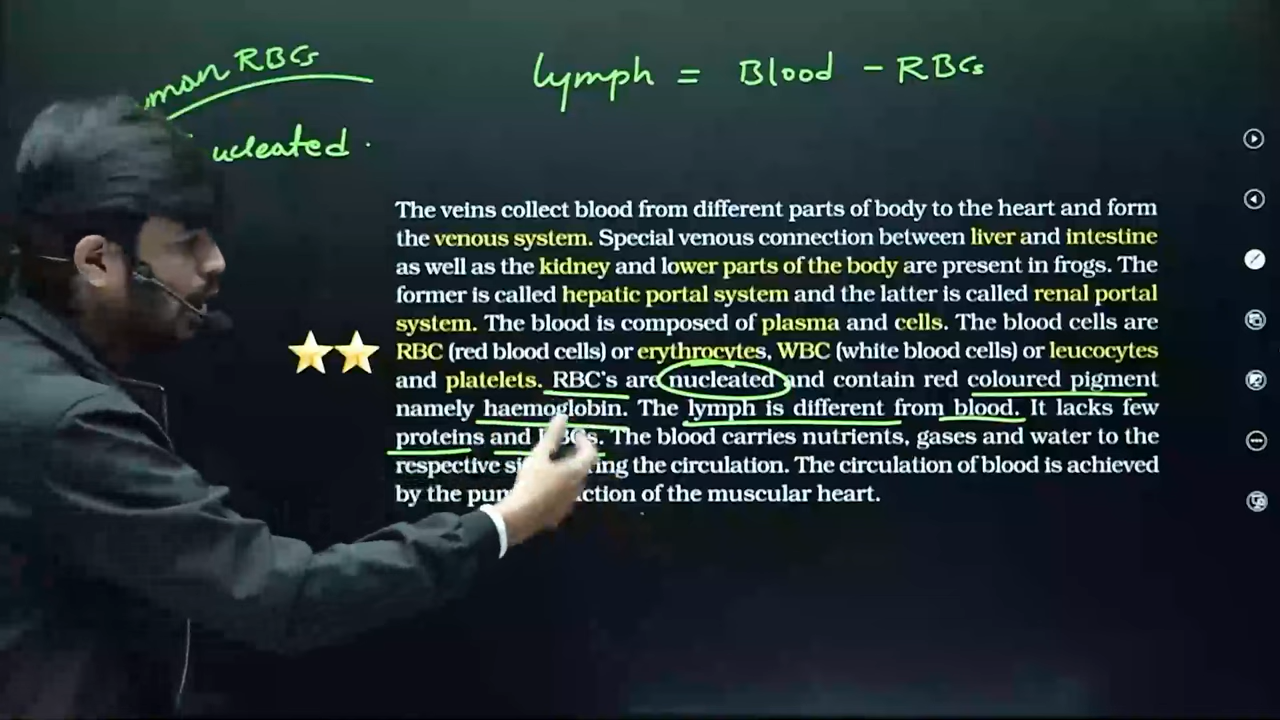 RBCs
lymph = Blood - RBCs
The veins collect blood from different parts of body to the heart and form
the venous system. Special venous connection between liver and intestine
as well as the kidney and lower parts of the body are present in frogs. The
former is called hepatic portal system and the latter is called renal portal
system. The blood is composed of plasma and cells. The blood cells are
RBC (red blood cells) or erythrocytes, WBC (white blood cells) or leucocytes
and platelets. RBC's are nucleated and contain red coloured pigment
namely haemoglobin. The lymph is different from blood. It lacks few
proteins and The blood carries nutrients, gases and water to the
respective the circulation. The circulation of blood is achieved
by the of the muscular heart.